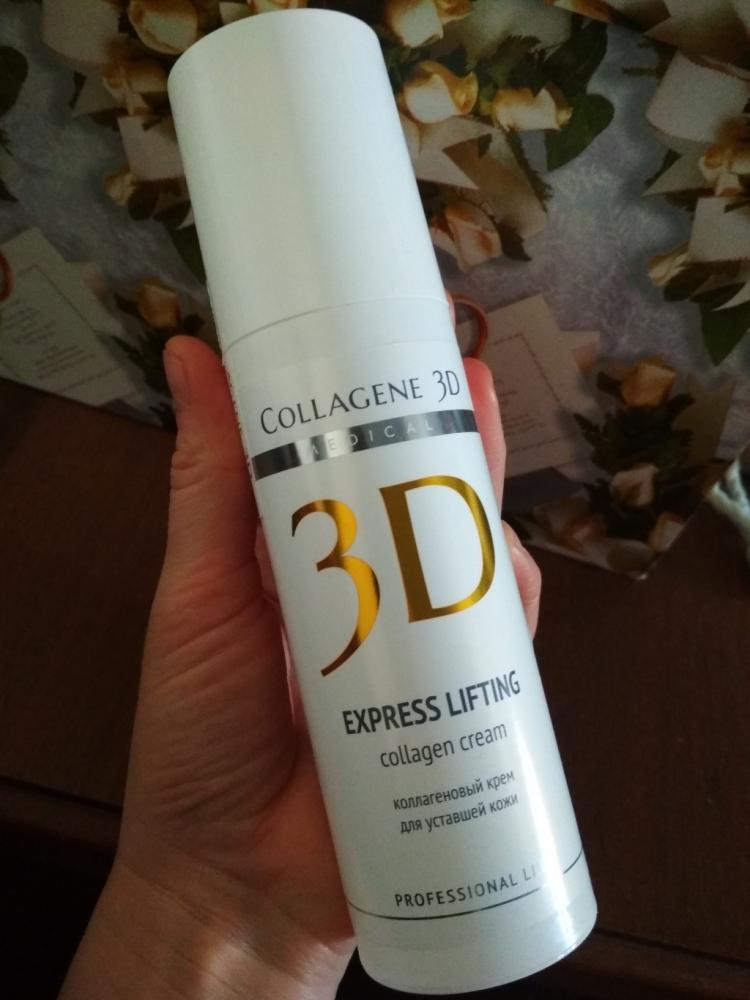 COLLAGENE 3D
MEDICAL
3D
EXPRESS LIFTING
collagen cream
коллагеновый крем
для уставшей кожи
PROFESSIONAL